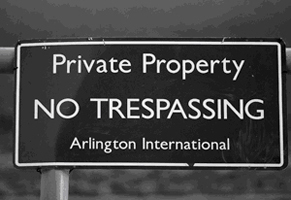 Private Property
NO TRESPASSING
Arlington International